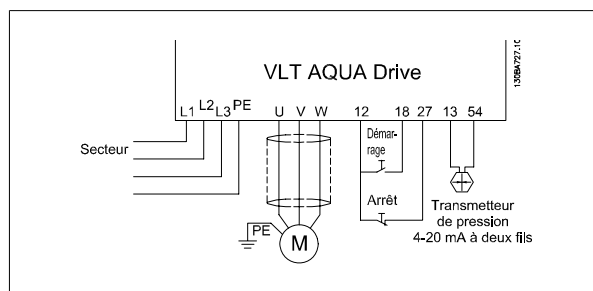 130BA727.10
VLT AQUA Drive
L1 L2 L3 PE U V W 12 18 27 13 54
Secteur
Démar-
rage
Arrêt
PE
M
Transmetteur
de pression
4-20 mA à deux fils